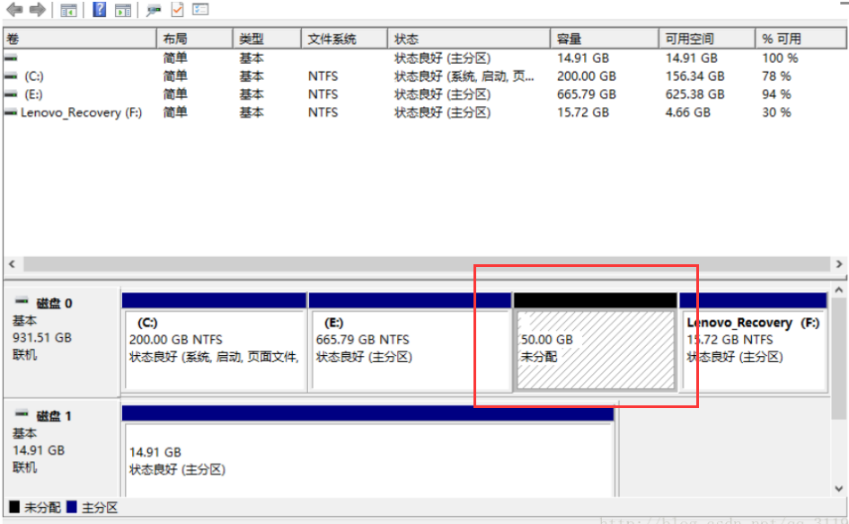 卷 布局 类型 文件系统 状态 容量 可用空间 % 可用
简单 基本 状态良好 (主分区) 14.91 GB 14.91 GB 100 %
(C:) 简单 基本 NTFS 状态良好 (系统, 启动, 页... 200.00 GB 156.34 GB 78 %
(E:) 简单 基本 NTFS 状态良好 (主分区) 665.79 GB 625.38 GB 94 %
Lenovo_Recovery (F:) 简单 基本 NTFS 状态良好 (主分区) 15.72 GB 4.66 GB 30 %
磁盘 0
基本
931.51 GB
联机
(C:)
200.00 GB NTFS
状态良好 (系统, 启动, 页面文件,
(E:)
665.79 GB NTFS
状态良好 (主分区)
50.00 GB
未分配
Lenovo_Recovery (F:)
15.72 GB NTFS
状态良好 (主分区)
磁盘 1
基本
14.91 GB
联机
14.91 GB
状态良好 (主分区)
未分配 主分区